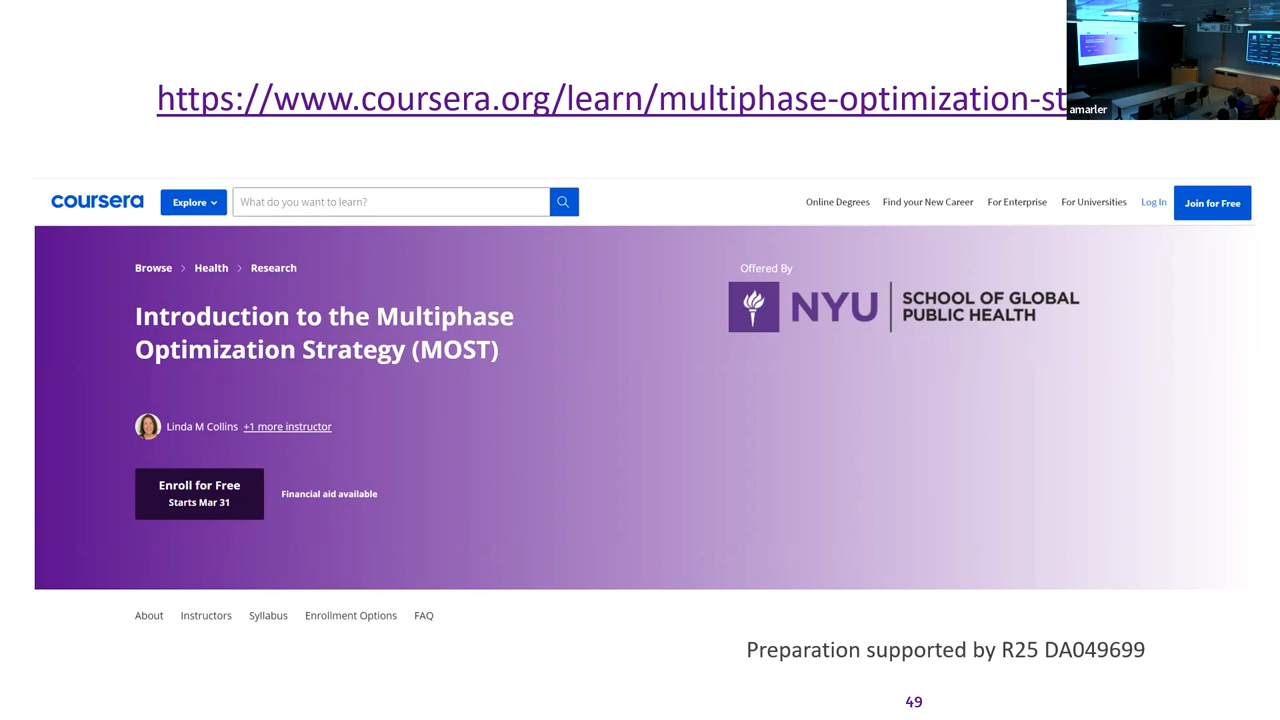 https://www.coursera.org/learn/multiphase-optimization-st
amarler
coursera
Explore
What do you want to learn?
Online Degrees
Find your New Career
For Enterprise
For Universities
Log In
Join for Free
Browse > Health > Research
Offered By
NYU
SCHOOL OF GLOBAL
PUBLIC HEALTH
Introduction to the Multiphase
Optimization Strategy (MOST)
Linda M Collins +1 more instructor
Enroll for Free
Starts Mar 31
Financial aid available
About
Instructors
Syllabus
Enrollment Options
FAQ
Preparation supported by R25 DA049699
49